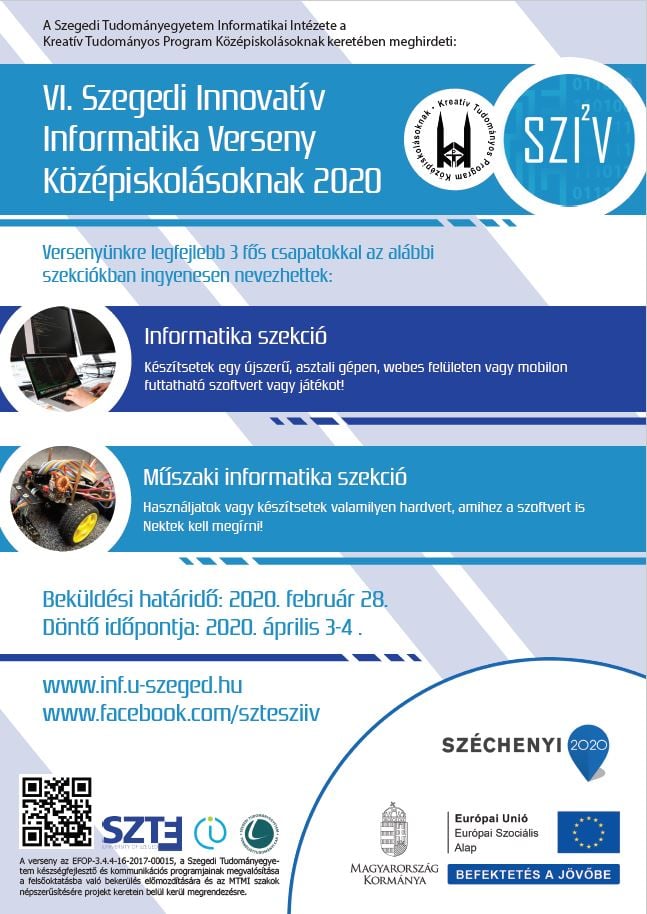 A Szegedi Tudományegyetem Informatikai Intézete a
Kreatív Tudományos Program Középiskolásoknak keretében meghirdeti:
VI. Szegedi Innovatív
Informatika Verseny
Középiskolásoknak 2020
Kreatív Tudományos Program Középiskolásoknak
SZI²V
Versenyünkre legfejlebb 3 fős csapatokkal az alábbi
szekciókban ingyenesen nevezhettek:
Informatika szekció
Készítsetek egy újszerű, asztali gépen, webes felületen vagy mobilon
futtatható szoftvert vagy játékot!
Műszaki informatika szekció
Használjatok vagy készítsetek valamilyen hardvert, amihez a szoftvert is
Nektek kell megírni!
Beküldési határidő: 2020. február 28.
Döntő időpontja: 2020. április 3-4 .
www.inf.u-szeged.hu
www.facebook.com/sztesziiv
SZÉCHENYI 2020
SZTE
UNIVERSITY OF SZEGED
A verseny az EFOP-3.4.4-16-2017-00015, a Szegedi Tudományegye-
tem készségfejlesztő és kommunikációs programjainak megvalósítása
a felsőoktatásba való bekerülés előmozdítására és az MTMI szakok
népszerűsítésére projekt keretein belül kerül megrendezésre.
MAGYARORSZÁG
KORMÁNYA
Európai Unió
Európai Szociális
Alap
BEFEKTETÉS A JÖVŐBE